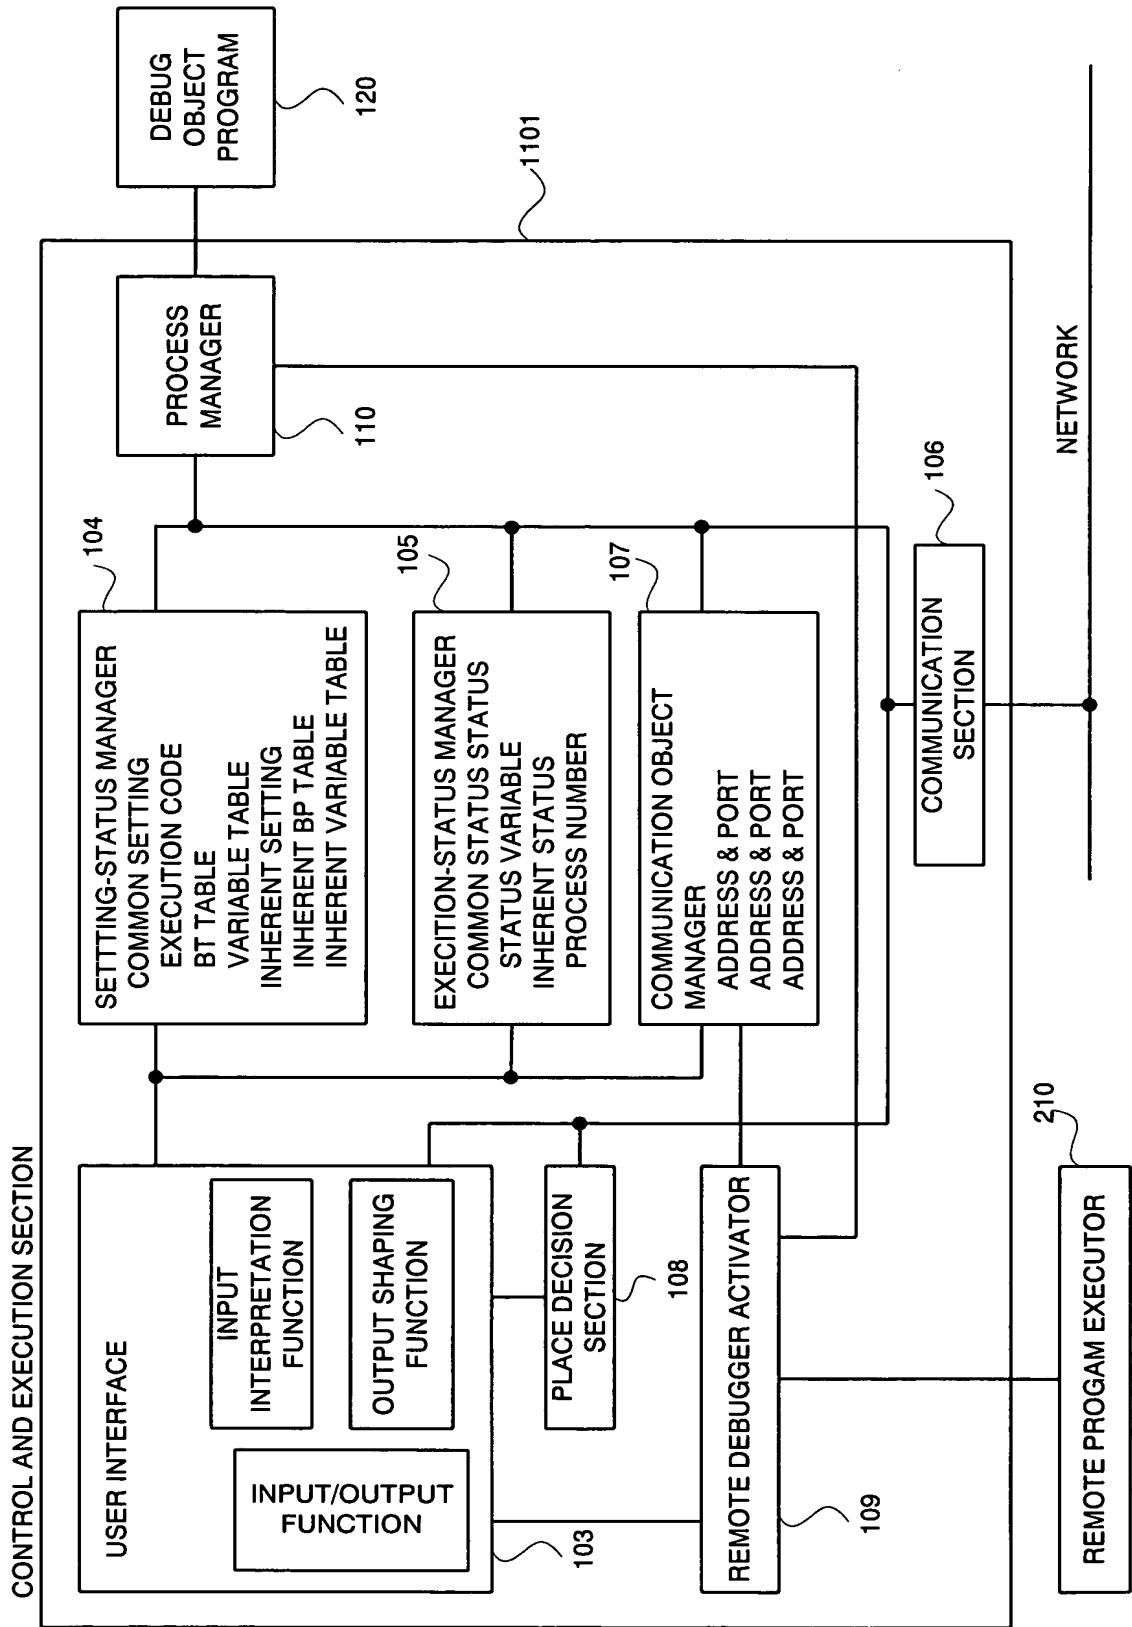 CONTROL AND EXECUTION SECTION
USER INTERFACE
INPUT
INTERPRETATION
FUNCTION
OUTPUT SHAPING
FUNCTION
INPUT/OUTPUT
FUNCTION
103
SETTTING-STATUS MANAGER
COMMON SETTING
EXECUTION CODE
BT TABLE
VARIABLE TABLE
INHERENT SETTING
INHERENT BP TABLE
INHERENT VARIABLE TABLE
104
EXECITION-STATUS MANAGER
COMMON STATUS STATUS
STATUS VARIABLE
INHERENT STATUS
PROCESS NUMBER
105
COMMUNICATION OBJECT
MANAGER
ADDRESS & PORT
ADDRESS & PORT
ADDRESS & PORT
107
PROCESS
MANAGER
110
DEBUG
OBJECT
PROGRAM
120
1101
PLACE DECISION
SECTION
108
REMOTE DEBUGGER ACTIVATOR
109
COMMUNICATION
SECTION
106
NETWORK
REMOTE PROGAM EXECUTOR
210